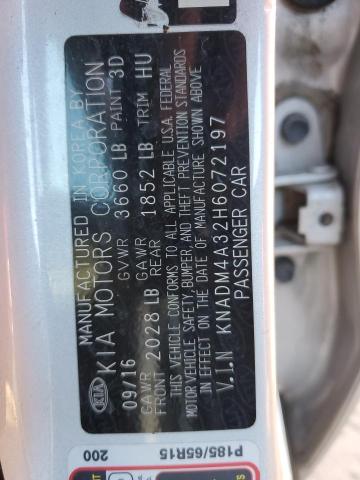 MANUFACTURED IN KOREA BY
KIA KIA MOTORS CORPORATION
09/16 GVWR 3660 LB PAINT 3D
GAWR FRONT 2028 LB GAWR REAR 1852 LB TRIM HU
THIS VEHICLE CONFORMS TO ALL APPLICABLE U.S.A. FEDERAL
MOTOR VEHICLE SAFETY, BUMPER, AND THEFT PREVENTION STANDARDS
IN EFFECT ON THE DATE OF MANUFACTURE SHOWN ABOVE
V.I.N KNADM4A32H6072197
PASSENGER CAR
200 P185/65R15